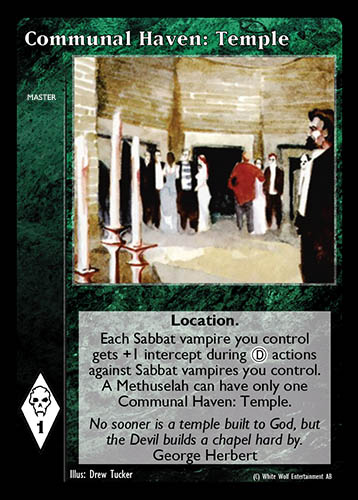 Communal Haven: Temple
MASTER
Location.
Each Sabbat vampire you control
gets +1 intercept during Ⓓ actions
against Sabbat vampires you control.
A Methuselah can have only one
Communal Haven: Temple.
No sooner is a temple built to God, but
the Devil builds a chapel hard by.
George Herbert
1
Illus: Drew Tucker
(C) White Wolf Entertainment AB